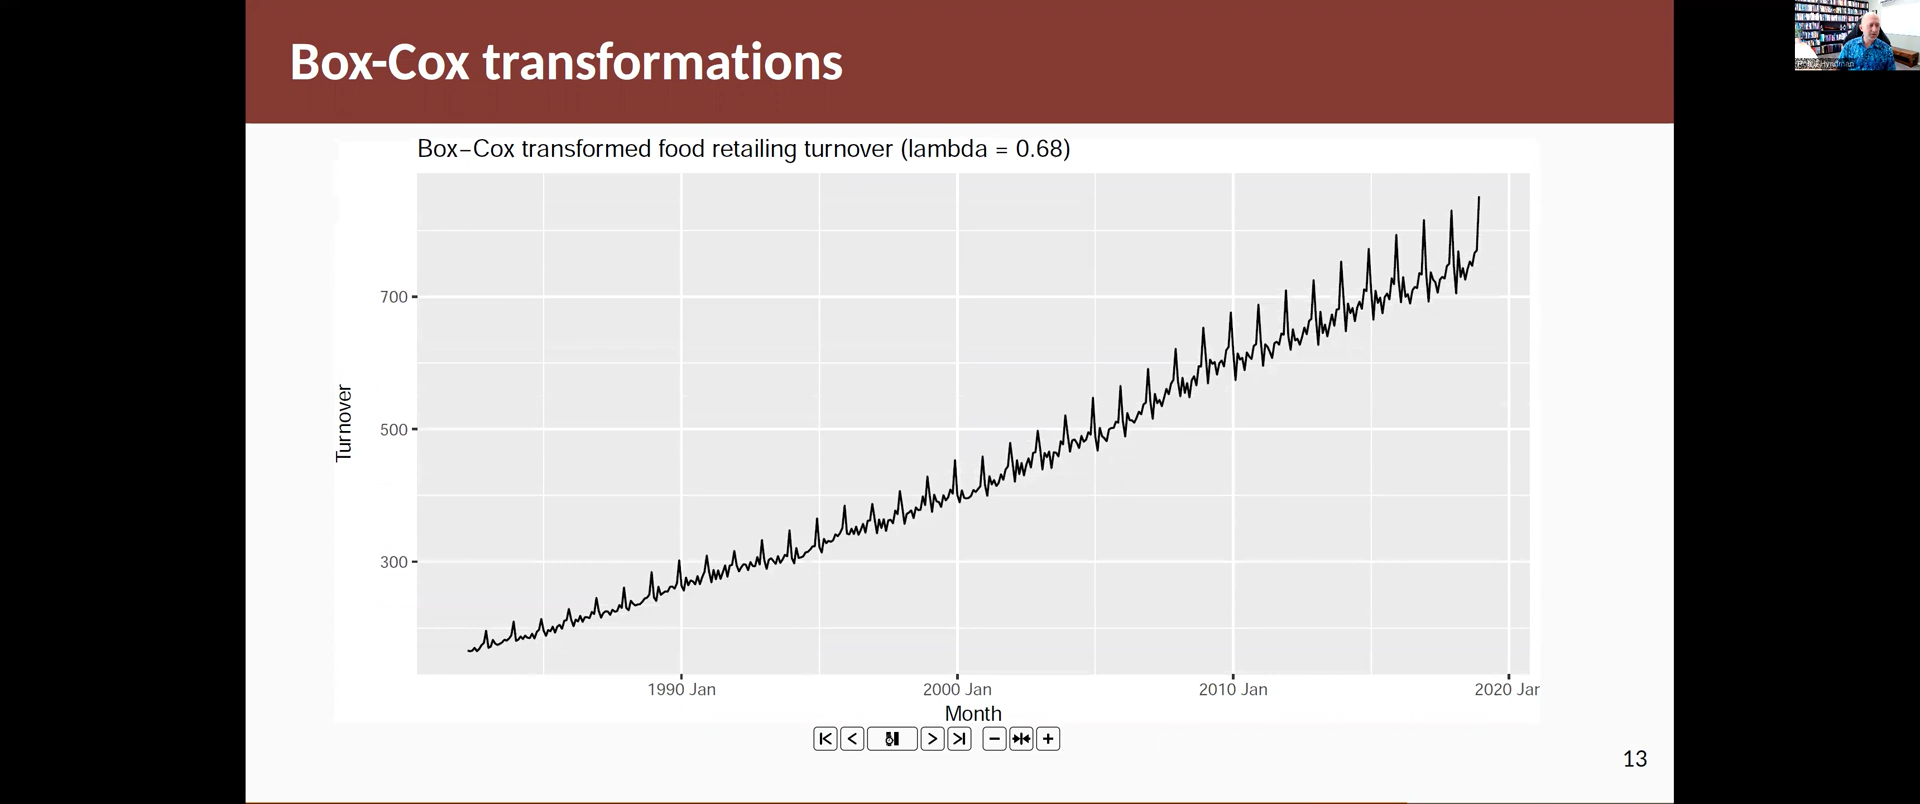 Box-Cox transformations
Box-Cox transformed food retailing turnover (lambda = 0.68)
700
500
300
Turnover
1990 Jan
2000 Jan
2010 Jan
2020 Jan
Month
13